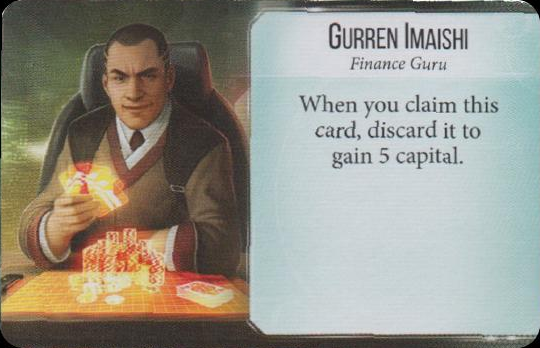 GURREN IMAISHI
Finance Guru
When you claim this
card, discard it to
gain 5 capital.